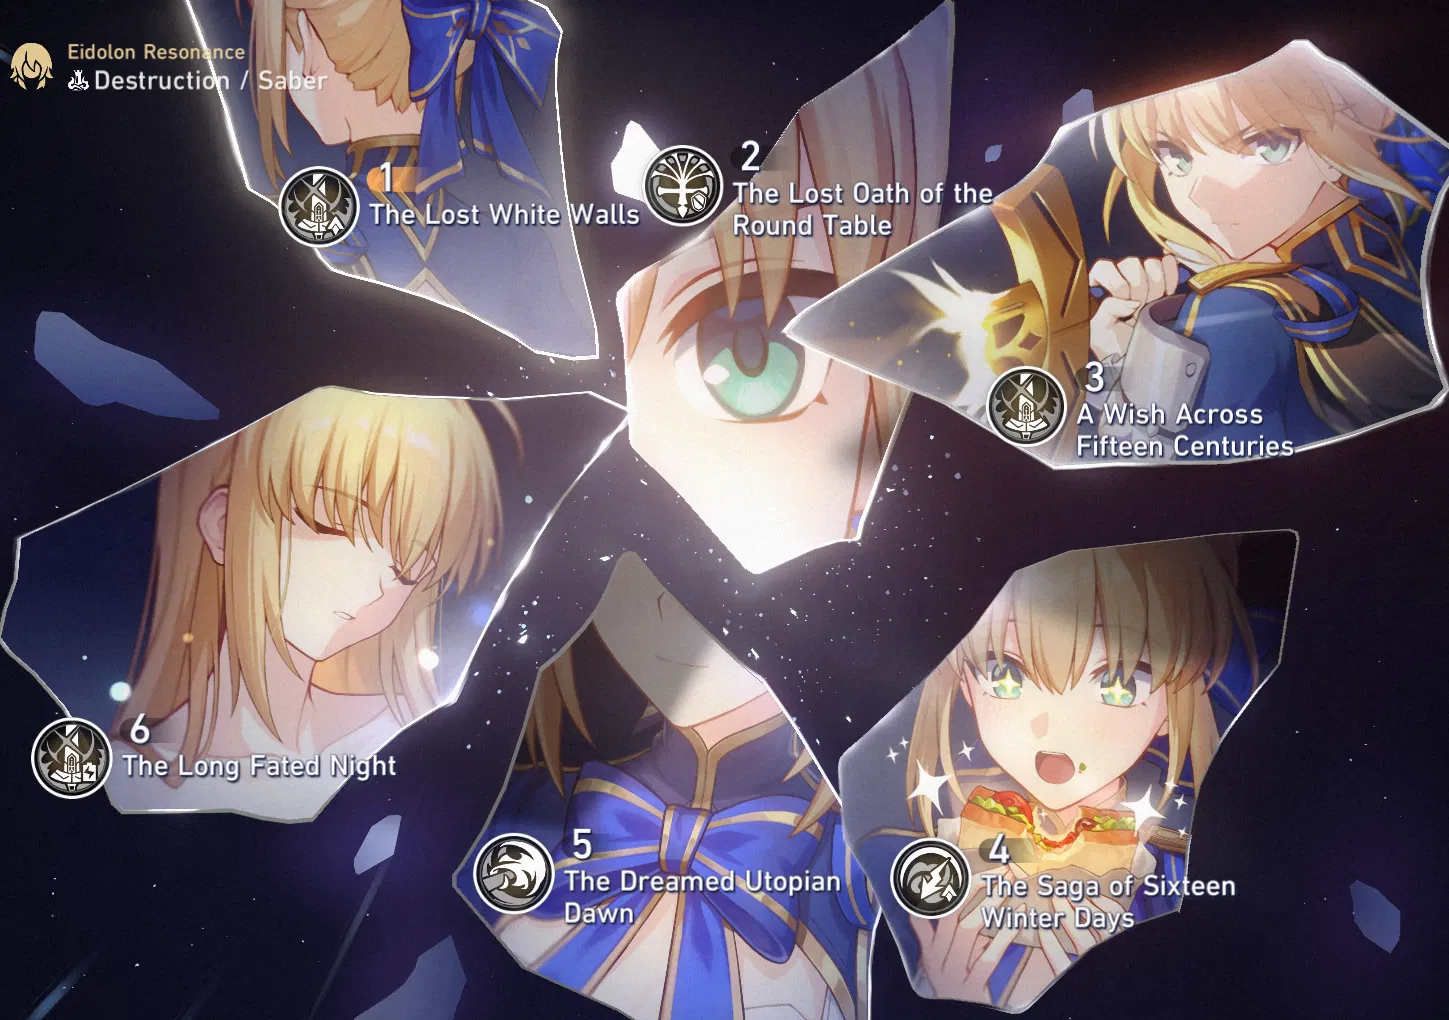 Eidolon Resonance
Destruction / Saber
1
The Lost White Walls
2
The Lost Oath of the
Round Table
3
A Wish Across
Fifteen Centuries
4
The Saga of Sixteen
Winter Days
5
The Dreamed Utopian
Dawn
6
The Long Fated Night